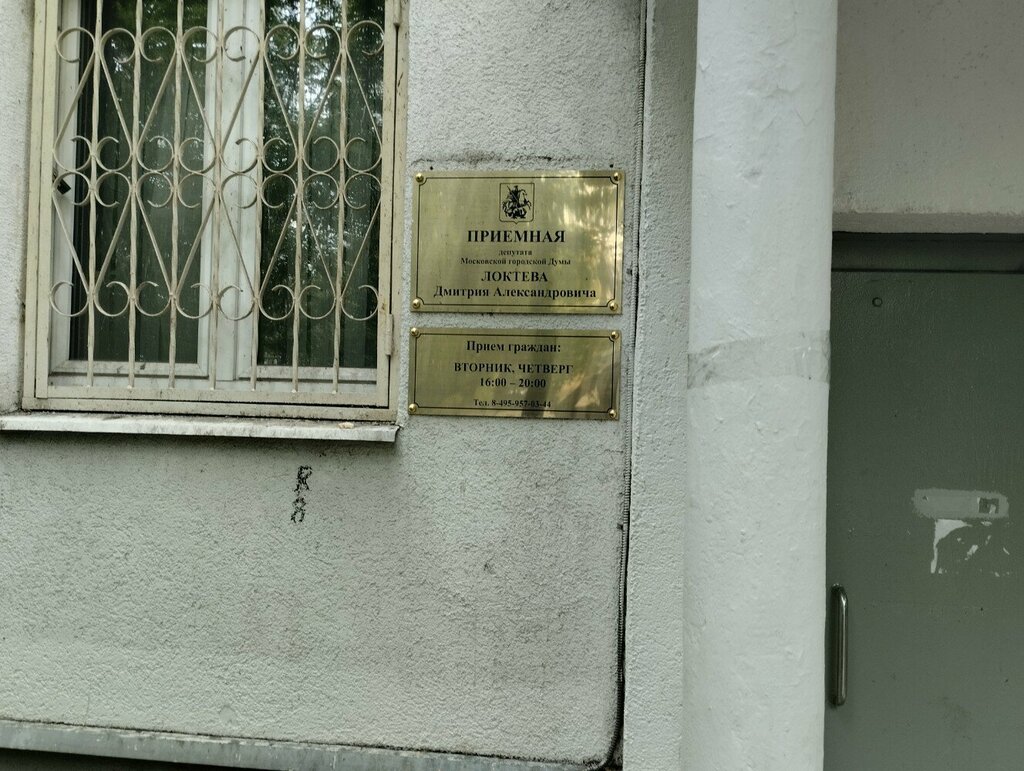 ПРИЕМНАЯ
депутата
Московской городской Думы
ЛОКТЕВА
Дмитрия Александровича
Прием граждан:
ВТОРНИК, ЧЕТВЕРГ
16:00 – 20:00
Тел. 8-495-957-03-44
К
8